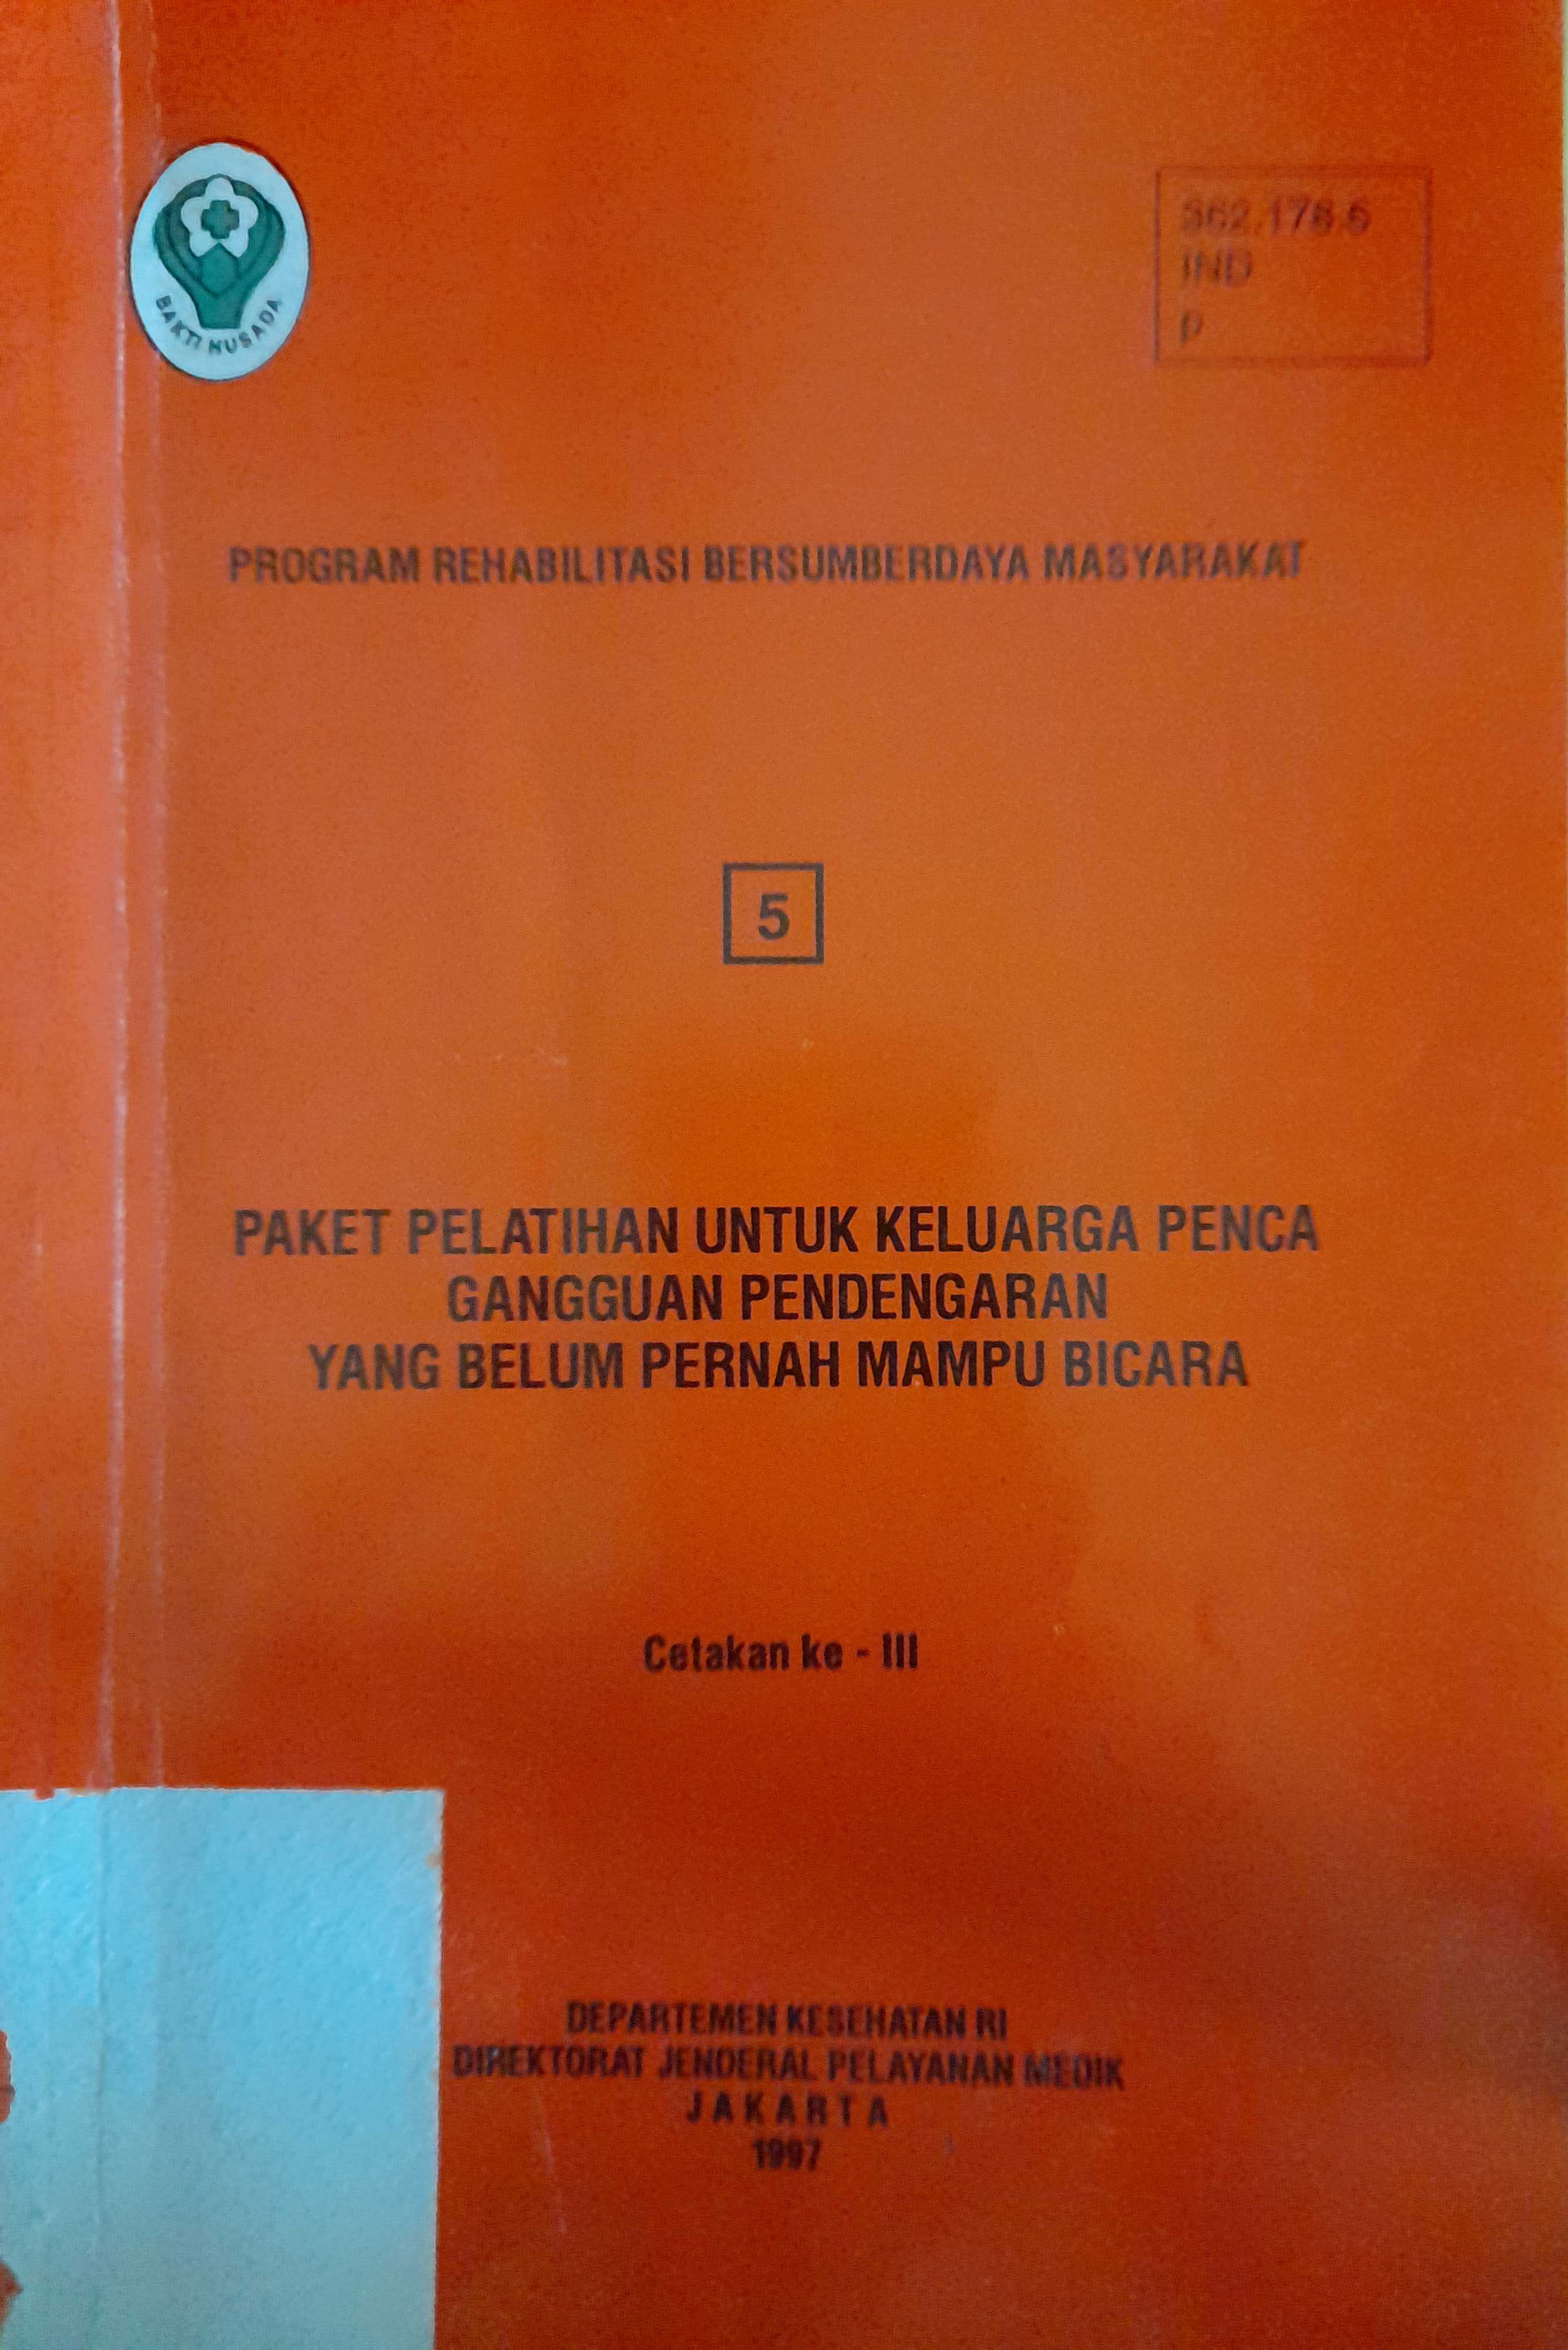 BAKTI HUSADA
362.178.6
IND
p
PROGRAM REHABILITASI BERSUMBERDAYA MASYARAKAT
5
PAKET PELATIHAN UNTUK KELUARGA PENCA
GANGGUAN PENDENGARAN
YANG BELUM PERNAH MAMPU BICARA
Cetakan ke - III
DEPARTEMEN KESEHATAN RI
DIREKTORAT JENDERAL PELAYANAN MEDIK
JAKARTA
1997